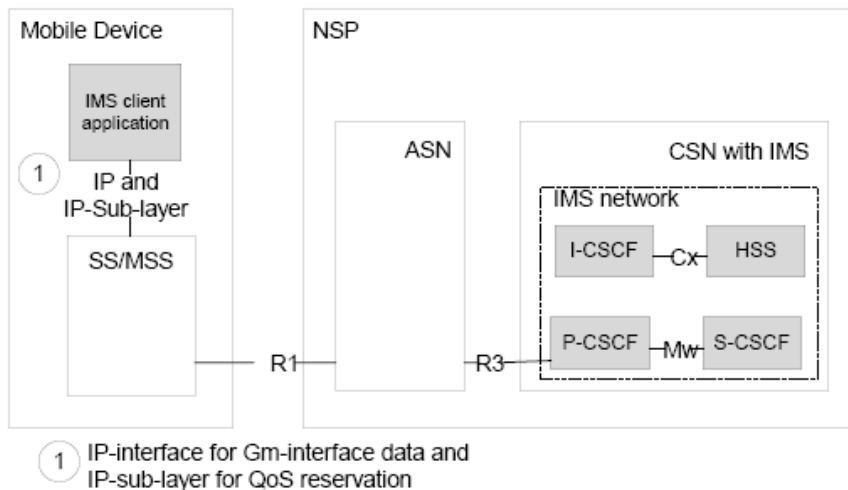 Mobile Device
IMS client
application
1
IP and
IP-Sub-layer
SS/MSS
R1
NSP
ASN
R3
CSN with IMS
IMS network
I-CSCF
Cx
HSS
P-CSCF
Mw
S-CSCF
1
IP-interface for Gm-interface data and
IP-sub-layer for QoS reservation